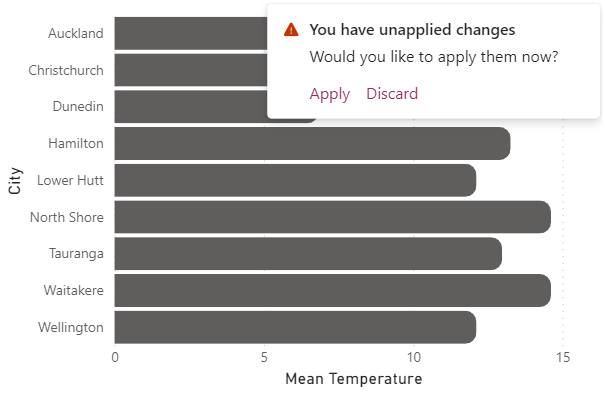 You have unapplied changes
Would you like to apply them now?
Apply Discard
City
Auckland
Christchurch
Dunedin
Hamilton
Lower Hutt
North Shore
Tauranga
Waitakere
Wellington
0 5 10 15
Mean Temperature